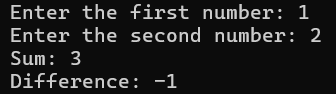 Enter the first number: 1
Enter the second number: 2
Sum: 3
Difference: -1